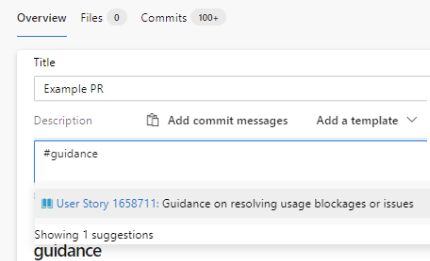 Overview Files 0 Commits 100+
Title
Example PR
Description Add commit messages Add a template
#guidance
User Story 1658711: Guidance on resolving usage blockages or issues
Showing 1 suggestions
guidance